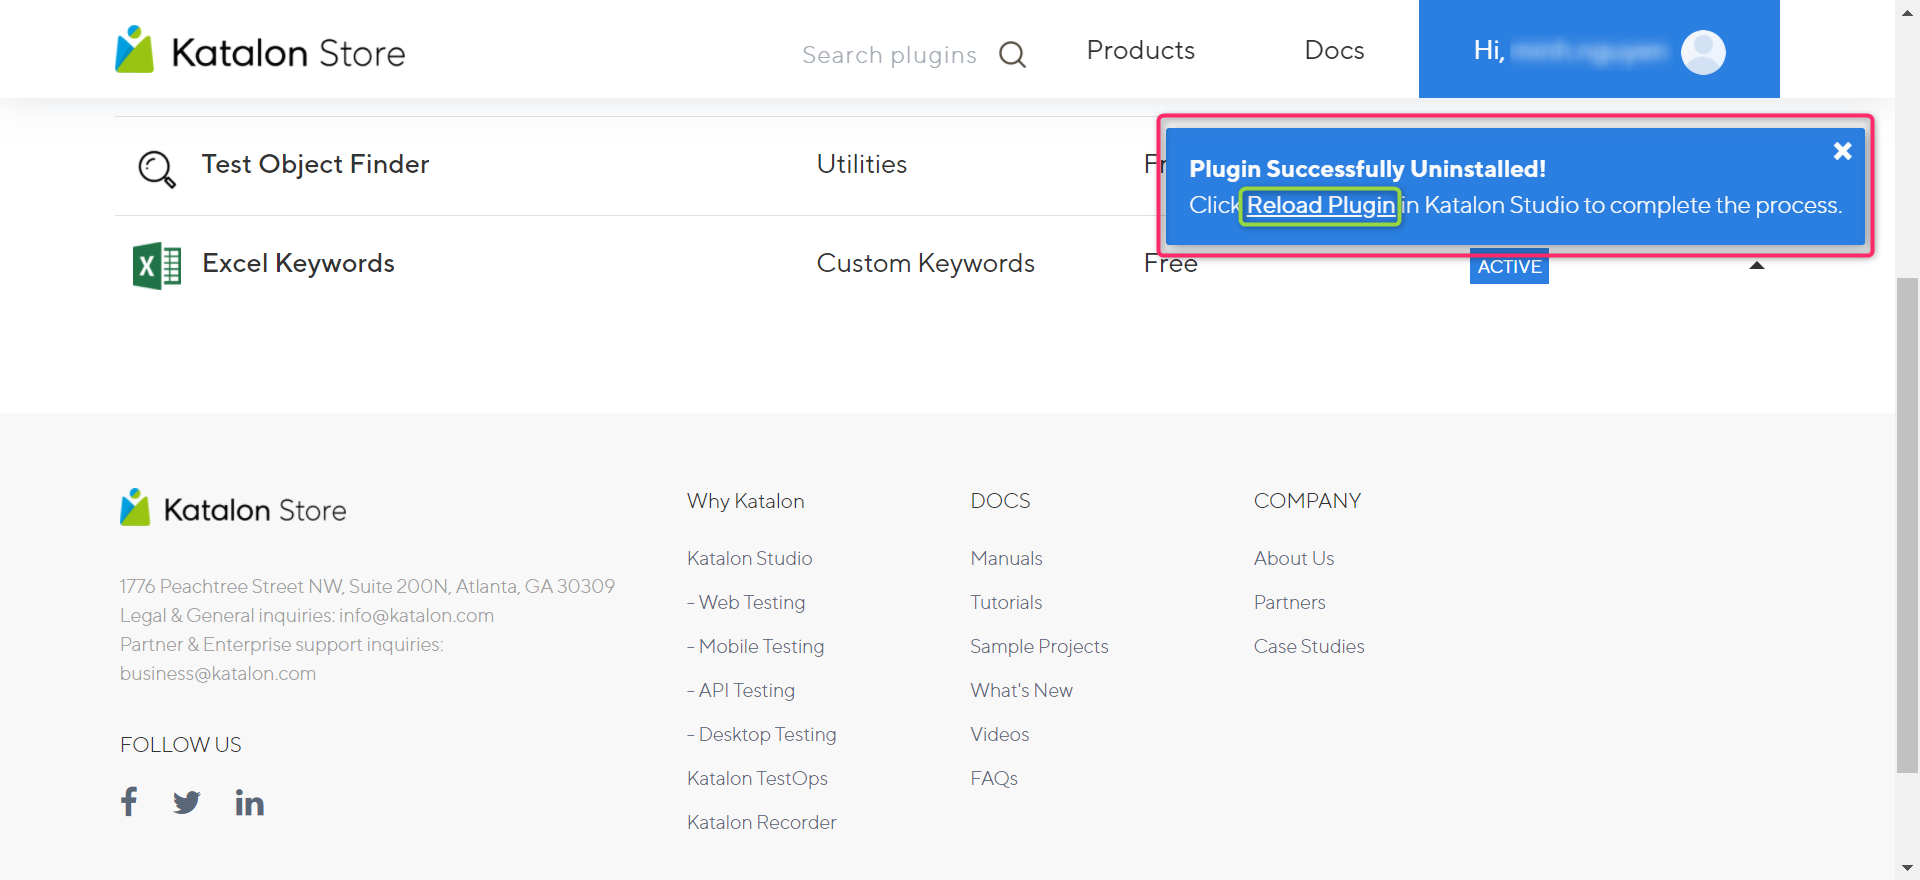 Katalon Store
Search plugins
Products
Docs
Hi,
Test Object Finder
Utilities
Fr
Plugin Successfully Uninstalled!
Click Reload Plugin in Katalon Studio to complete the process.
Excel Keywords
Custom Keywords
Free
ACTIVE
Katalon Store
1776 Peachtree Street NW, Suite 200N, Atlanta, GA 30309
Legal & General inquiries: info@katalon.com
Partner & Enterprise support inquiries:
business@katalon.com
FOLLOW US
Why Katalon
Katalon Studio
- Web Testing
- Mobile Testing
- API Testing
- Desktop Testing
Katalon TestOps
Katalon Recorder
DOCS
Manuals
Tutorials
Sample Projects
What's New
Videos
FAQs
COMPANY
About Us
Partners
Case Studies